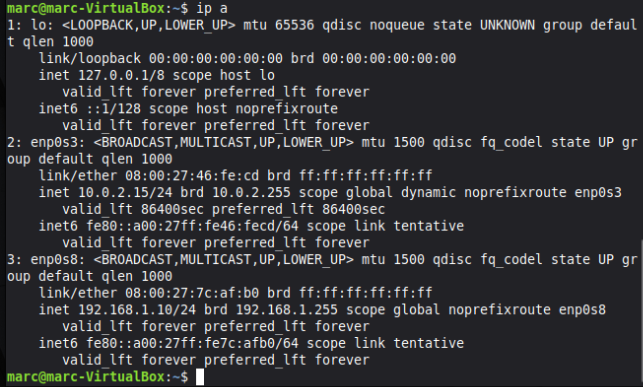 marc@marc-VirtualBox:~$ ip a
1: lo: <LOOPBACK,UP,LOWER_UP> mtu 65536 qdisc noqueue state UNKNOWN group defaul
t qlen 1000
    link/loopback 00:00:00:00:00:00 brd 00:00:00:00:00:00
    inet 127.0.0.1/8 scope host lo
       valid_lft forever preferred_lft forever
    inet6 ::1/128 scope host noprefixroute
       valid_lft forever preferred_lft forever
2: enp0s3: <BROADCAST,MULTICAST,UP,LOWER_UP> mtu 1500 qdisc fq_codel state UP gr
oup default qlen 1000
    link/ether 08:00:27:46:fe:cd brd ff:ff:ff:ff:ff:ff
    inet 10.0.2.15/24 brd 10.0.2.255 scope global dynamic noprefixroute enp0s3
       valid_lft 86400sec preferred_lft 86400sec
    inet6 fe80::a00:27ff:fe46:fecd/64 scope link tentative
       valid_lft forever preferred_lft forever
3: enp0s8: <BROADCAST,MULTICAST,UP,LOWER_UP> mtu 1500 qdisc fq_codel state UP gr
oup default qlen 1000
    link/ether 08:00:27:7c:af:b0 brd ff:ff:ff:ff:ff:ff
    inet 192.168.1.10/24 brd 192.168.1.255 scope global noprefixroute enp0s8
       valid_lft forever preferred_lft forever
    inet6 fe80::a00:27ff:fe7c:afb0/64 scope link tentative
       valid_lft forever preferred_lft forever
marc@marc-VirtualBox:~$